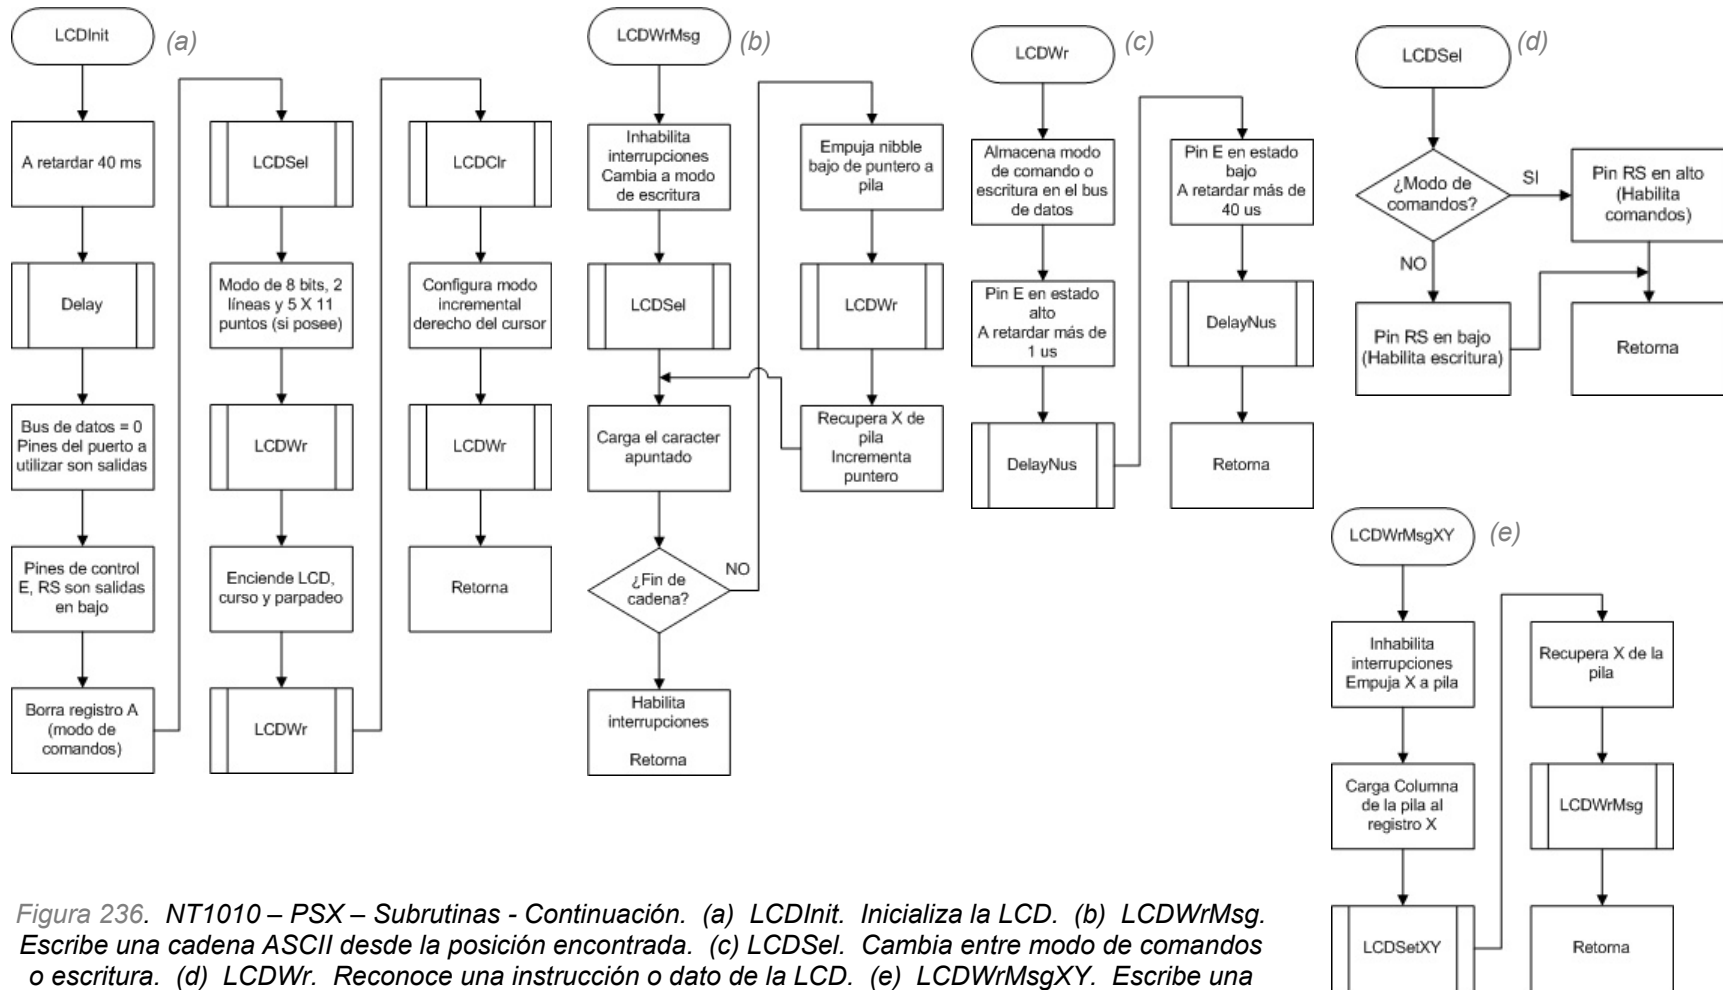 LCDInit
(a)
A retardar 40 ms
Delay
Bus de datos = 0
Pines del puerto a
utilizar son salidas
Pines de control
E, RS son salidas
en bajo
Borra registro A
(modo de
comandos)
LCDSel
Modo de 8 bits, 2
líneas y 5 X 11
puntos (si posee)
LCDWr
Enciende LCD,
curso y parpadeo
LCDWr
LCDClr
Configura modo
incremental
derecho del cursor
LCDWr
Retorna
LCDWrMsg
(b)
Inhabilita
interrupciones
Cambia a modo
de escritura
LCDSel
Carga el caracter
apuntado
¿Fin de
cadena?
NO
Habilita
interrupciones
Retorna
Empuja nibble
bajo de puntero a
pila
LCDWr
Recupera X de
pila
Incrementa
puntero
LCDWr
(c)
Almacena modo
de comando o
escritura en el bus
de datos
Pin E en estado
alto
A retardar más de
1 us
DelayNus
Pin E en estado
bajo
A retardar más de
40 us
DelayNus
Retorna
LCDSel
(d)
¿Modo de
comandos?
SI
NO
Pin RS en alto
(Habilita
comandos)
Pin RS en bajo
(Habilita escritura)
Retorna
LCDWrMsgXY
(e)
Inhabilita
interrupciones
Empuja X a pila
Carga Columna
de la pila al
registro X
LCDSetXY
Recupera X de la
pila
LCDWrMsg
Retorna
Figura 236. NT1010 – PSX – Subrutinas - Continuación. (a) LCDInit. Inicializa la LCD. (b) LCDWrMsg.
Escribe una cadena ASCII desde la posición encontrada. (c) LCDSel. Cambia entre modo de comandos
o escritura. (d) LCDWr. Reconoce una instrucción o dato de la LCD. (e) LCDWrMsgXY. Escribe una